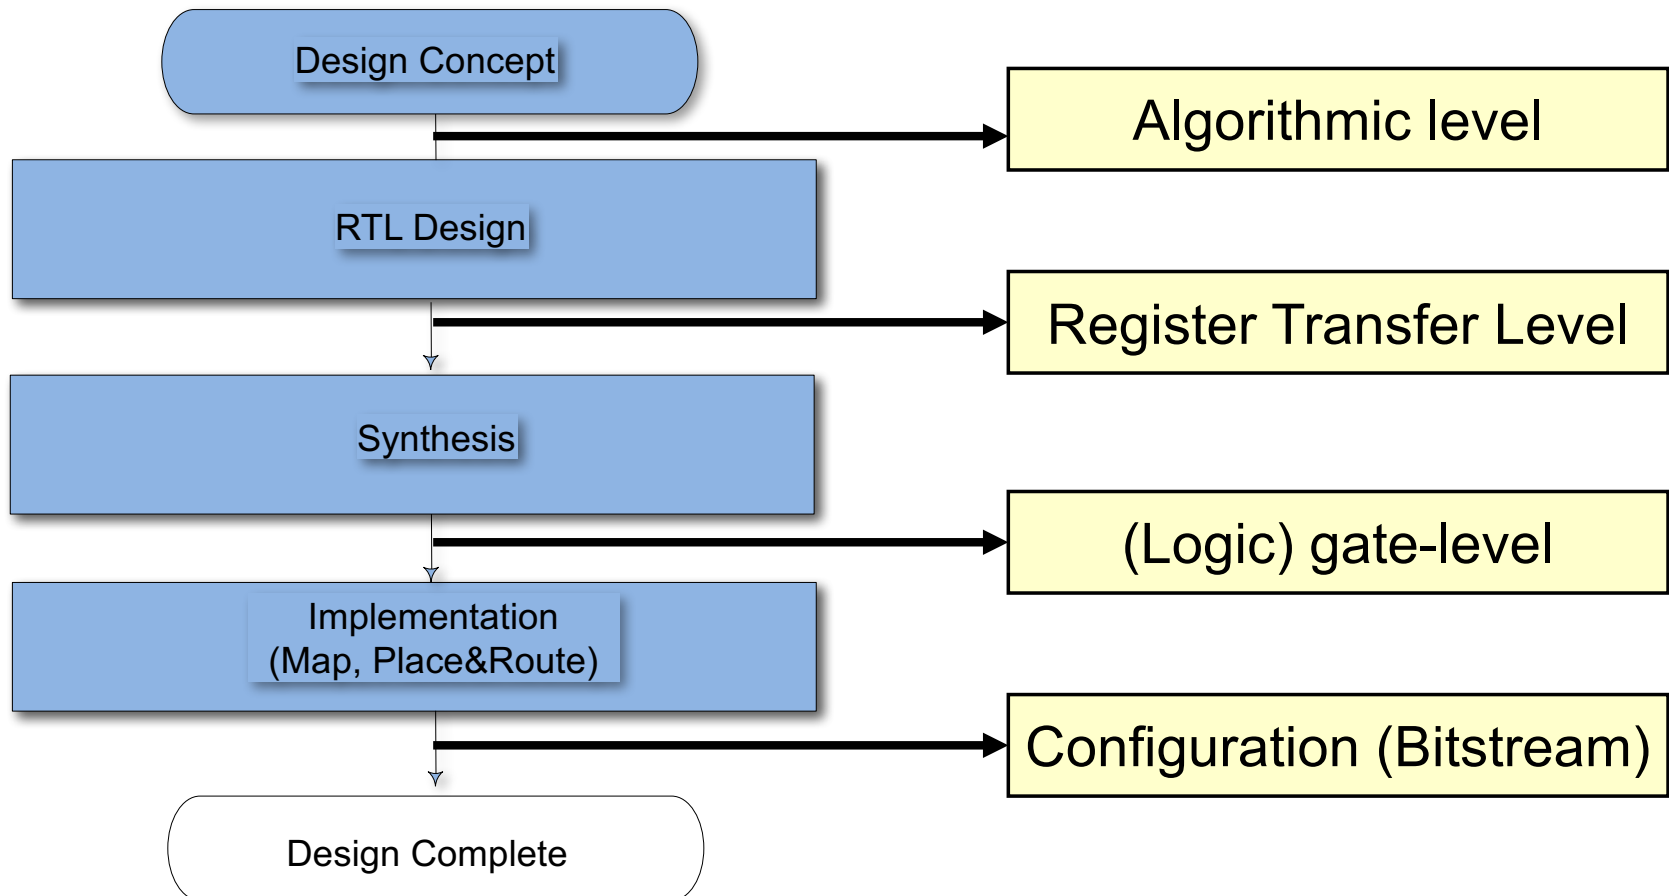 Design Concept
Algorithmic level
RTL Design
Register Transfer Level
Synthesis
(Logic) gate-level
Implementation
(Map, Place&Route)
Configuration (Bitstream)
Design Complete